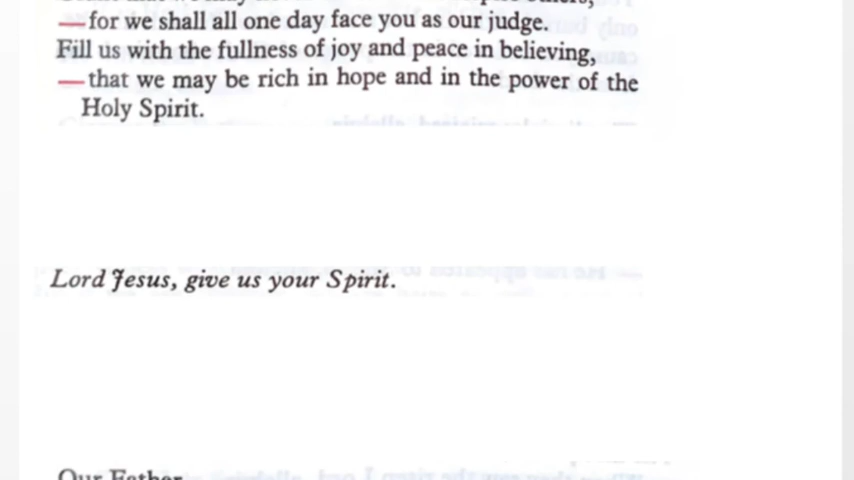 —for we shall all one day face you as our judge.
Fill us with the fullness of joy and peace in believing,
—that we may be rich in hope and in the power of the
Holy Spirit.
Lord Jesus, give us your Spirit.
Our Father